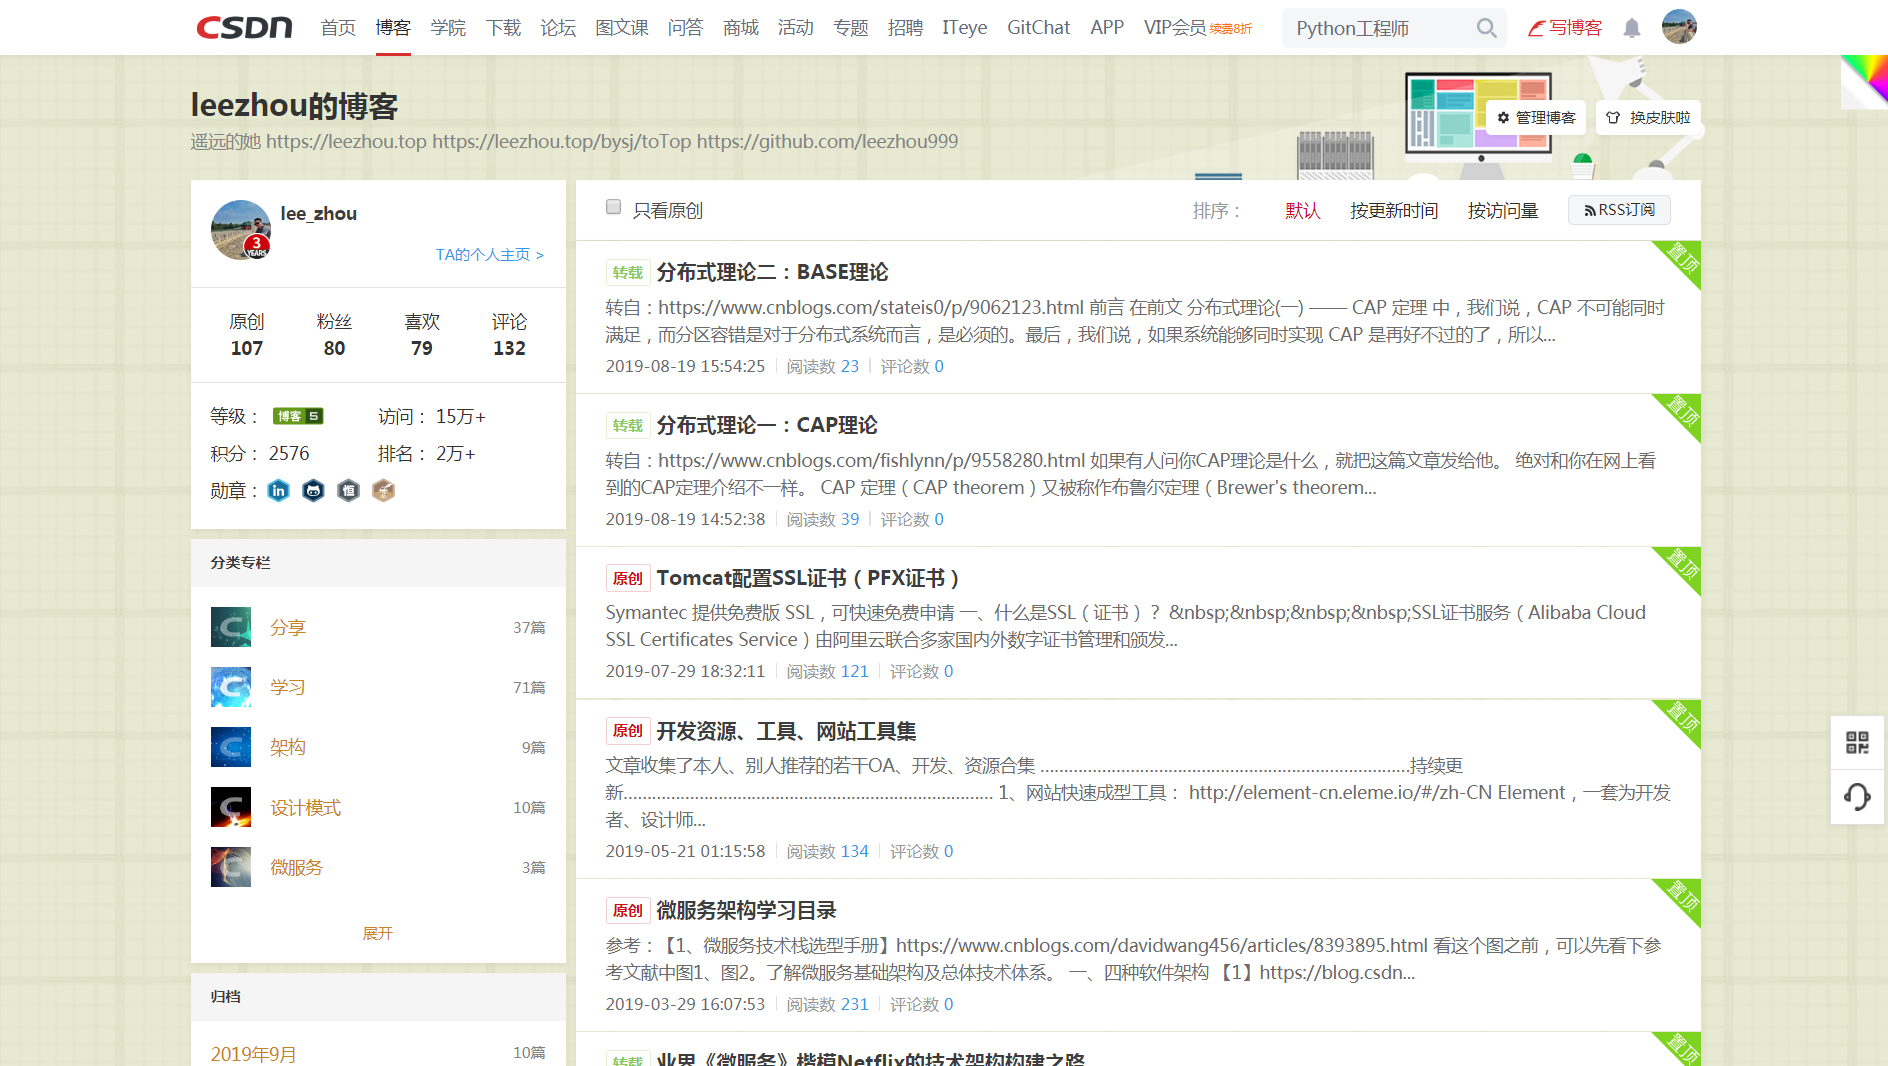 CSDN 首页 博客 学院 下载 论坛 图文课 问答 商城 活动 专题 招聘 ITeye GitChat APP VIP会员 续费8折 Python工程师 写博客
leezhou的博客
遥远的她 https://leezhou.top https://leezhou.top/bysj/toTop https://github.com/leezhou999
管理博客 换皮肤啦
lee_zhou
3 YEARS
TA的个人主页 >
原创 粉丝 喜欢 评论
107 80 79 132
等级： 博客 5 访问： 15万+
积分： 2576 排名： 2万+
勋章： in 恒
分类专栏
分享 37篇
学习 71篇
架构 9篇
设计模式 10篇
微服务 3篇
展开
归档
2019年9月 10篇
只看原创 排序： 默认 按更新时间 按访问量 RSS订阅
置顶
转载 分布式理论二：BASE理论
转自：https://www.cnblogs.com/stateis0/p/9062123.html 前言 在前文 分布式理论(一) —— CAP 定理 中，我们说，CAP 不可能同时
满足，而分区容错是对于分布式系统而言，是必须的。最后，我们说，如果系统能够同时实现 CAP 是再好不过的了，所以...
2019-08-19 15:54:25 阅读数 23 评论数 0
置顶
转载 分布式理论一：CAP理论
转自：https://www.cnblogs.com/fishlynn/p/9558280.html 如果有人问你CAP理论是什么，就把这篇文章发给他。 绝对和你在网上看
到的CAP定理介绍不一样。 CAP 定理（CAP theorem）又被称作布鲁尔定理（Brewer's theorem...
2019-08-19 14:52:38 阅读数 39 评论数 0
置顶
原创 Tomcat配置SSL证书（PFX证书）
Symantec 提供免费版 SSL，可快速免费申请 一、什么是SSL（证书）？ &nbsp;&nbsp;&nbsp;&nbsp;SSL证书服务（Alibaba Cloud
SSL Certificates Service）由阿里云联合多家国内外数字证书管理和颁发...
2019-07-29 18:32:11 阅读数 121 评论数 0
置顶
原创 开发资源、工具、网站工具集
文章收集了本人、别人推荐的若干OA、开发、资源合集 ..............................................................................持续更
新.............................................................................. 1、网站快速成型工具： http://element-cn.eleme.io/#/zh-CN Element，一套为开发
者、设计师...
2019-05-21 01:15:58 阅读数 134 评论数 0
置顶
原创 微服务架构学习目录
参考：【1、微服务技术栈选型手册】https://www.cnblogs.com/davidwang456/articles/8393895.html 看这个图之前，可以先看下参
考文献中图1、图2。了解微服务基础架构及总体技术体系。 一、四种软件架构 【1】https://blog.csdn...
2019-03-29 16:07:53 阅读数 231 评论数 0
置顶
转载 业界《微服务》楷模Netflix的技术架构构建之路